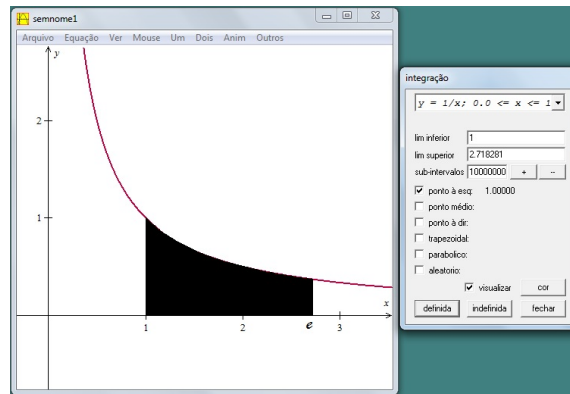 semnome1
Arquivo Equação Ver Mouse Um Dois Anim Outros
y
2
1
x
1 2 e 3
integração
y = 1/x; 0.0 <= x <= 1
lim inferior 1
lim superior 2.718281
sub-intervalos 10000000 + --
ponto à esq: 1.00000
ponto médio:
ponto à dir:
trapezoidal:
parabolico:
aleatorio:
visualizar cor
definida indefinida fechar